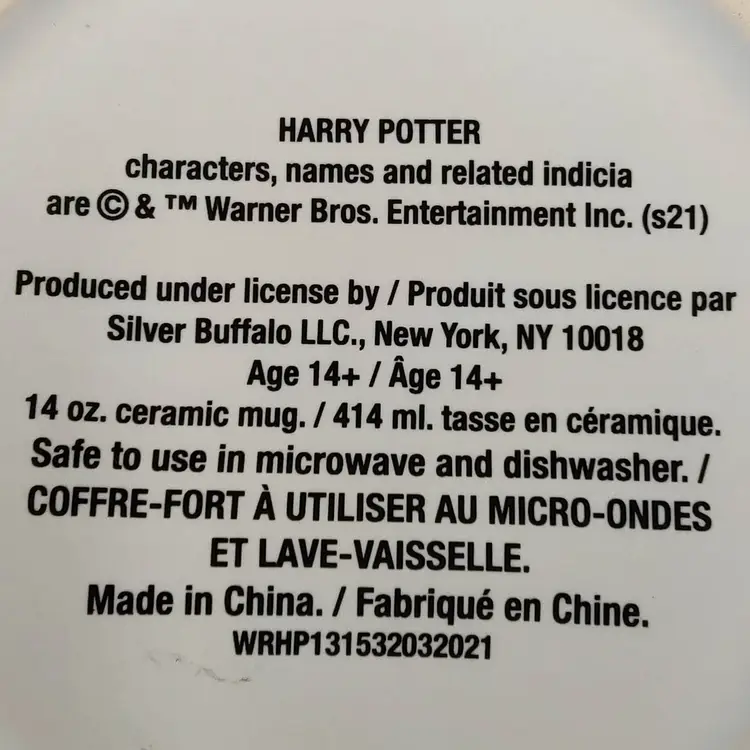 HARRY POTTER
characters, names and related indicia
are © & ™ Warner Bros. Entertainment Inc. (s21)
Produced under license by / Produit sous licence par
Silver Buffalo LLC., New York, NY 10018
Age 14+ / Âge 14+
14 oz. ceramic mug. / 414 ml. tasse en céramique.
Safe to use in microwave and dishwasher. /
COFFRE-FORT À UTILISER AU MICRO-ONDES
ET LAVE-VAISSELLE.
Made in China. / Fabriqué en Chine.
WRHP131532032021